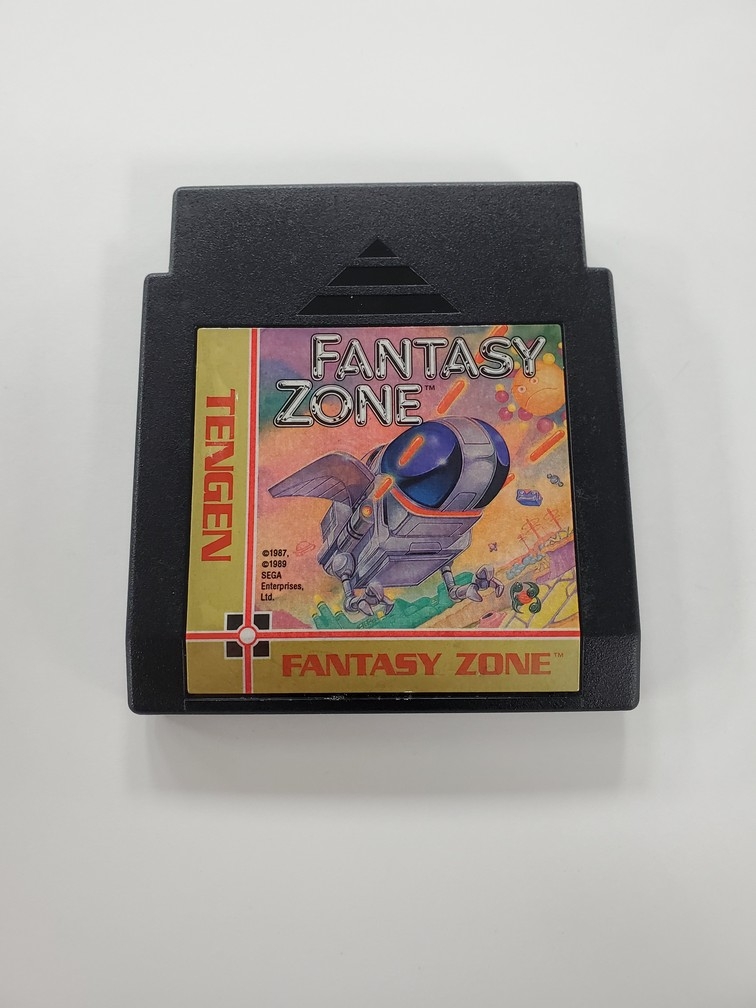 FANTASY
ZONE™
TENGEN
©1987,
©1989
SEGA
Enterprises,
Ltd.
FANTASY ZONE™